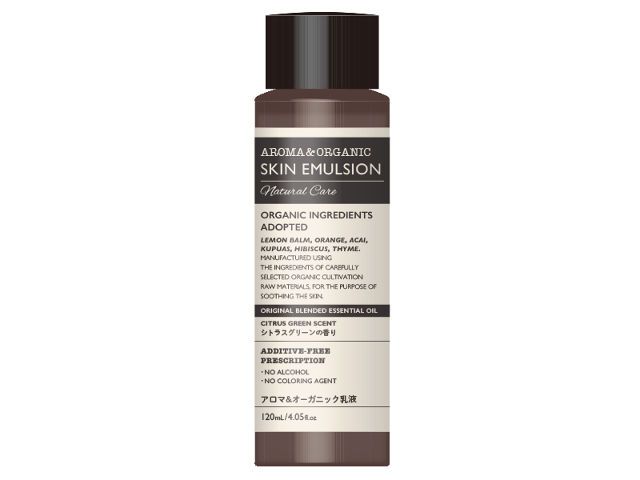 AROMA&ORGANIC
SKIN EMULSION
Natural Care
ORGANIC INGREDIENTS
ADOPTED
LEMON BALM, ORANGE, ACAI,
KUPUAS, HIBISCUS, THYME.
MANUFACTURED USING
THE INGREDIENTS OF CAREFULLY
SELECTED ORGANIC CULTIVATION
RAW MATERIALS, FOR THE PURPOSE OF
SOOTHING THE SKIN.
ORIGINAL BLENDED ESSENTIAL OIL
CITRUS GREEN SCENT
シトラスグリーンの香り
ADDITIVE-FREE
PRESCRIPTION
・NO ALCOHOL
・NO COLORING AGENT
アロマ&オーガニック乳液
120mL/4.05fl.oz.